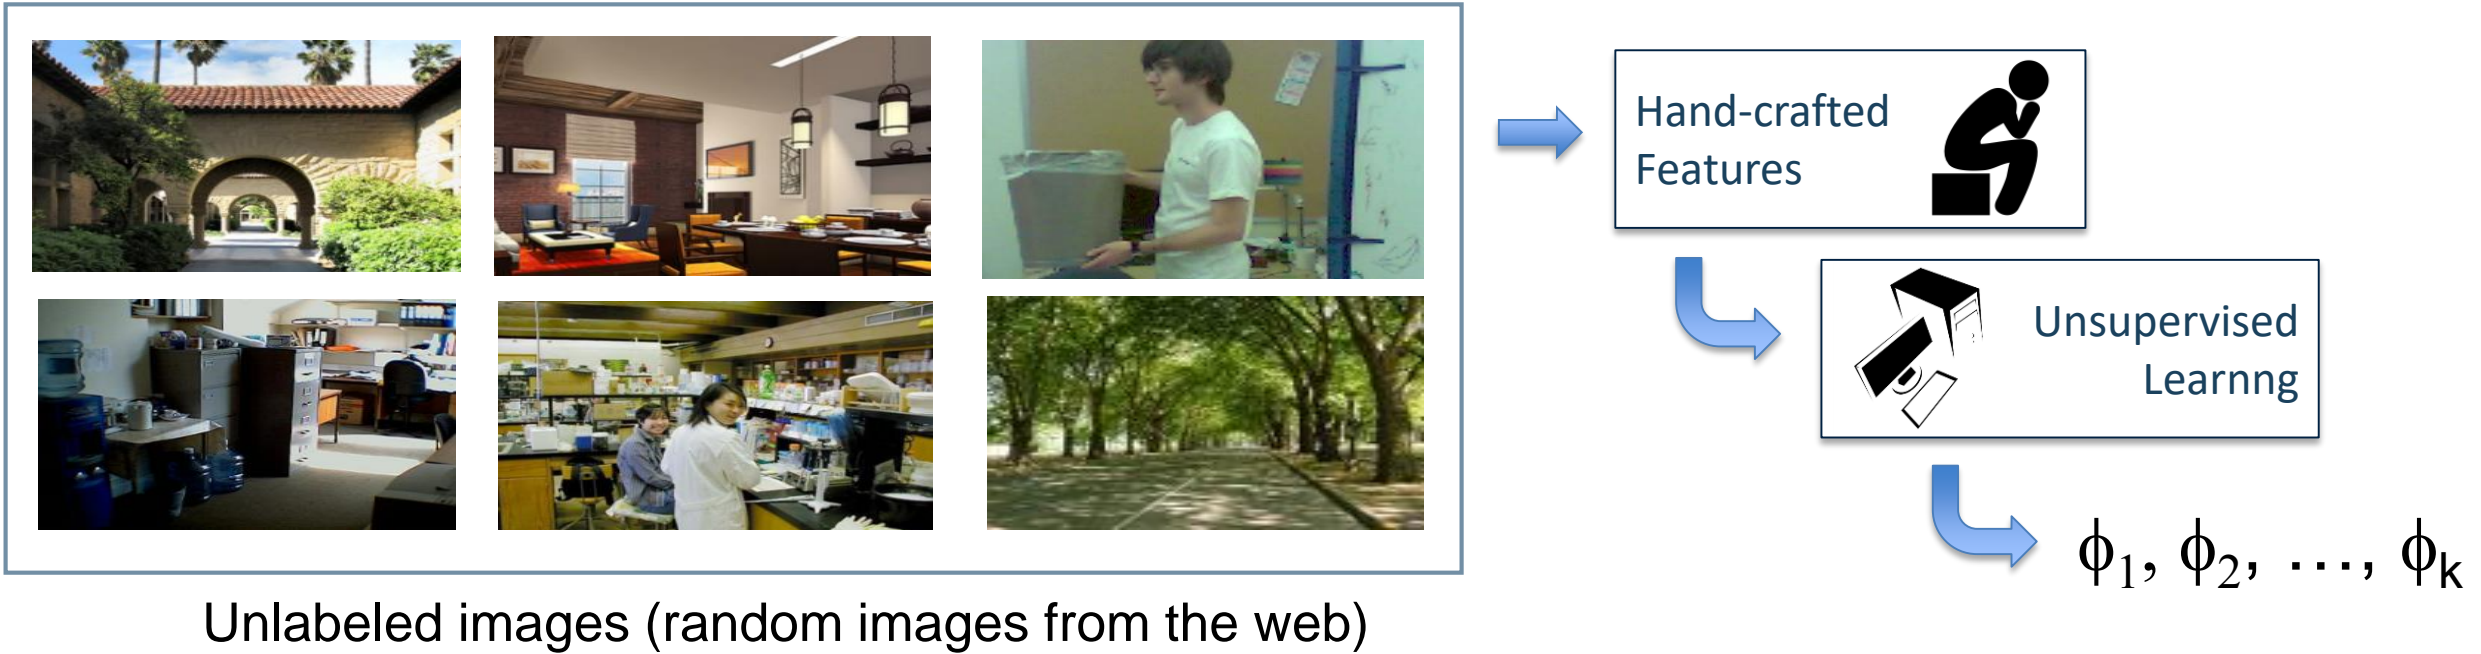 Hand-crafted
Features
Unsupervised
Learnng
ϕ₁, ϕ₂, …, ϕₖ
Unlabeled images (random images from the web)